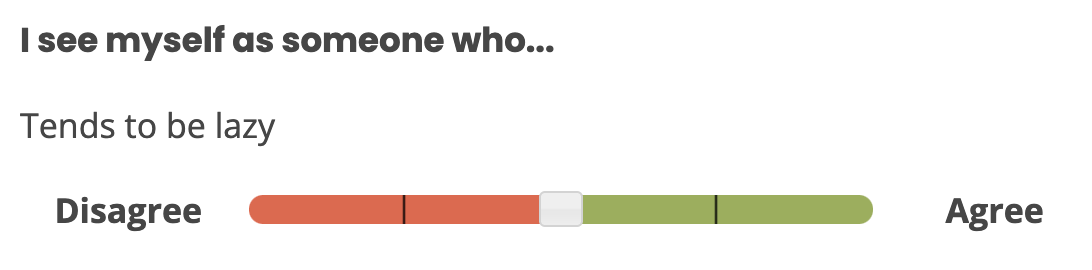 I see myself as someone who...
Tends to be lazy
Disagree Agree